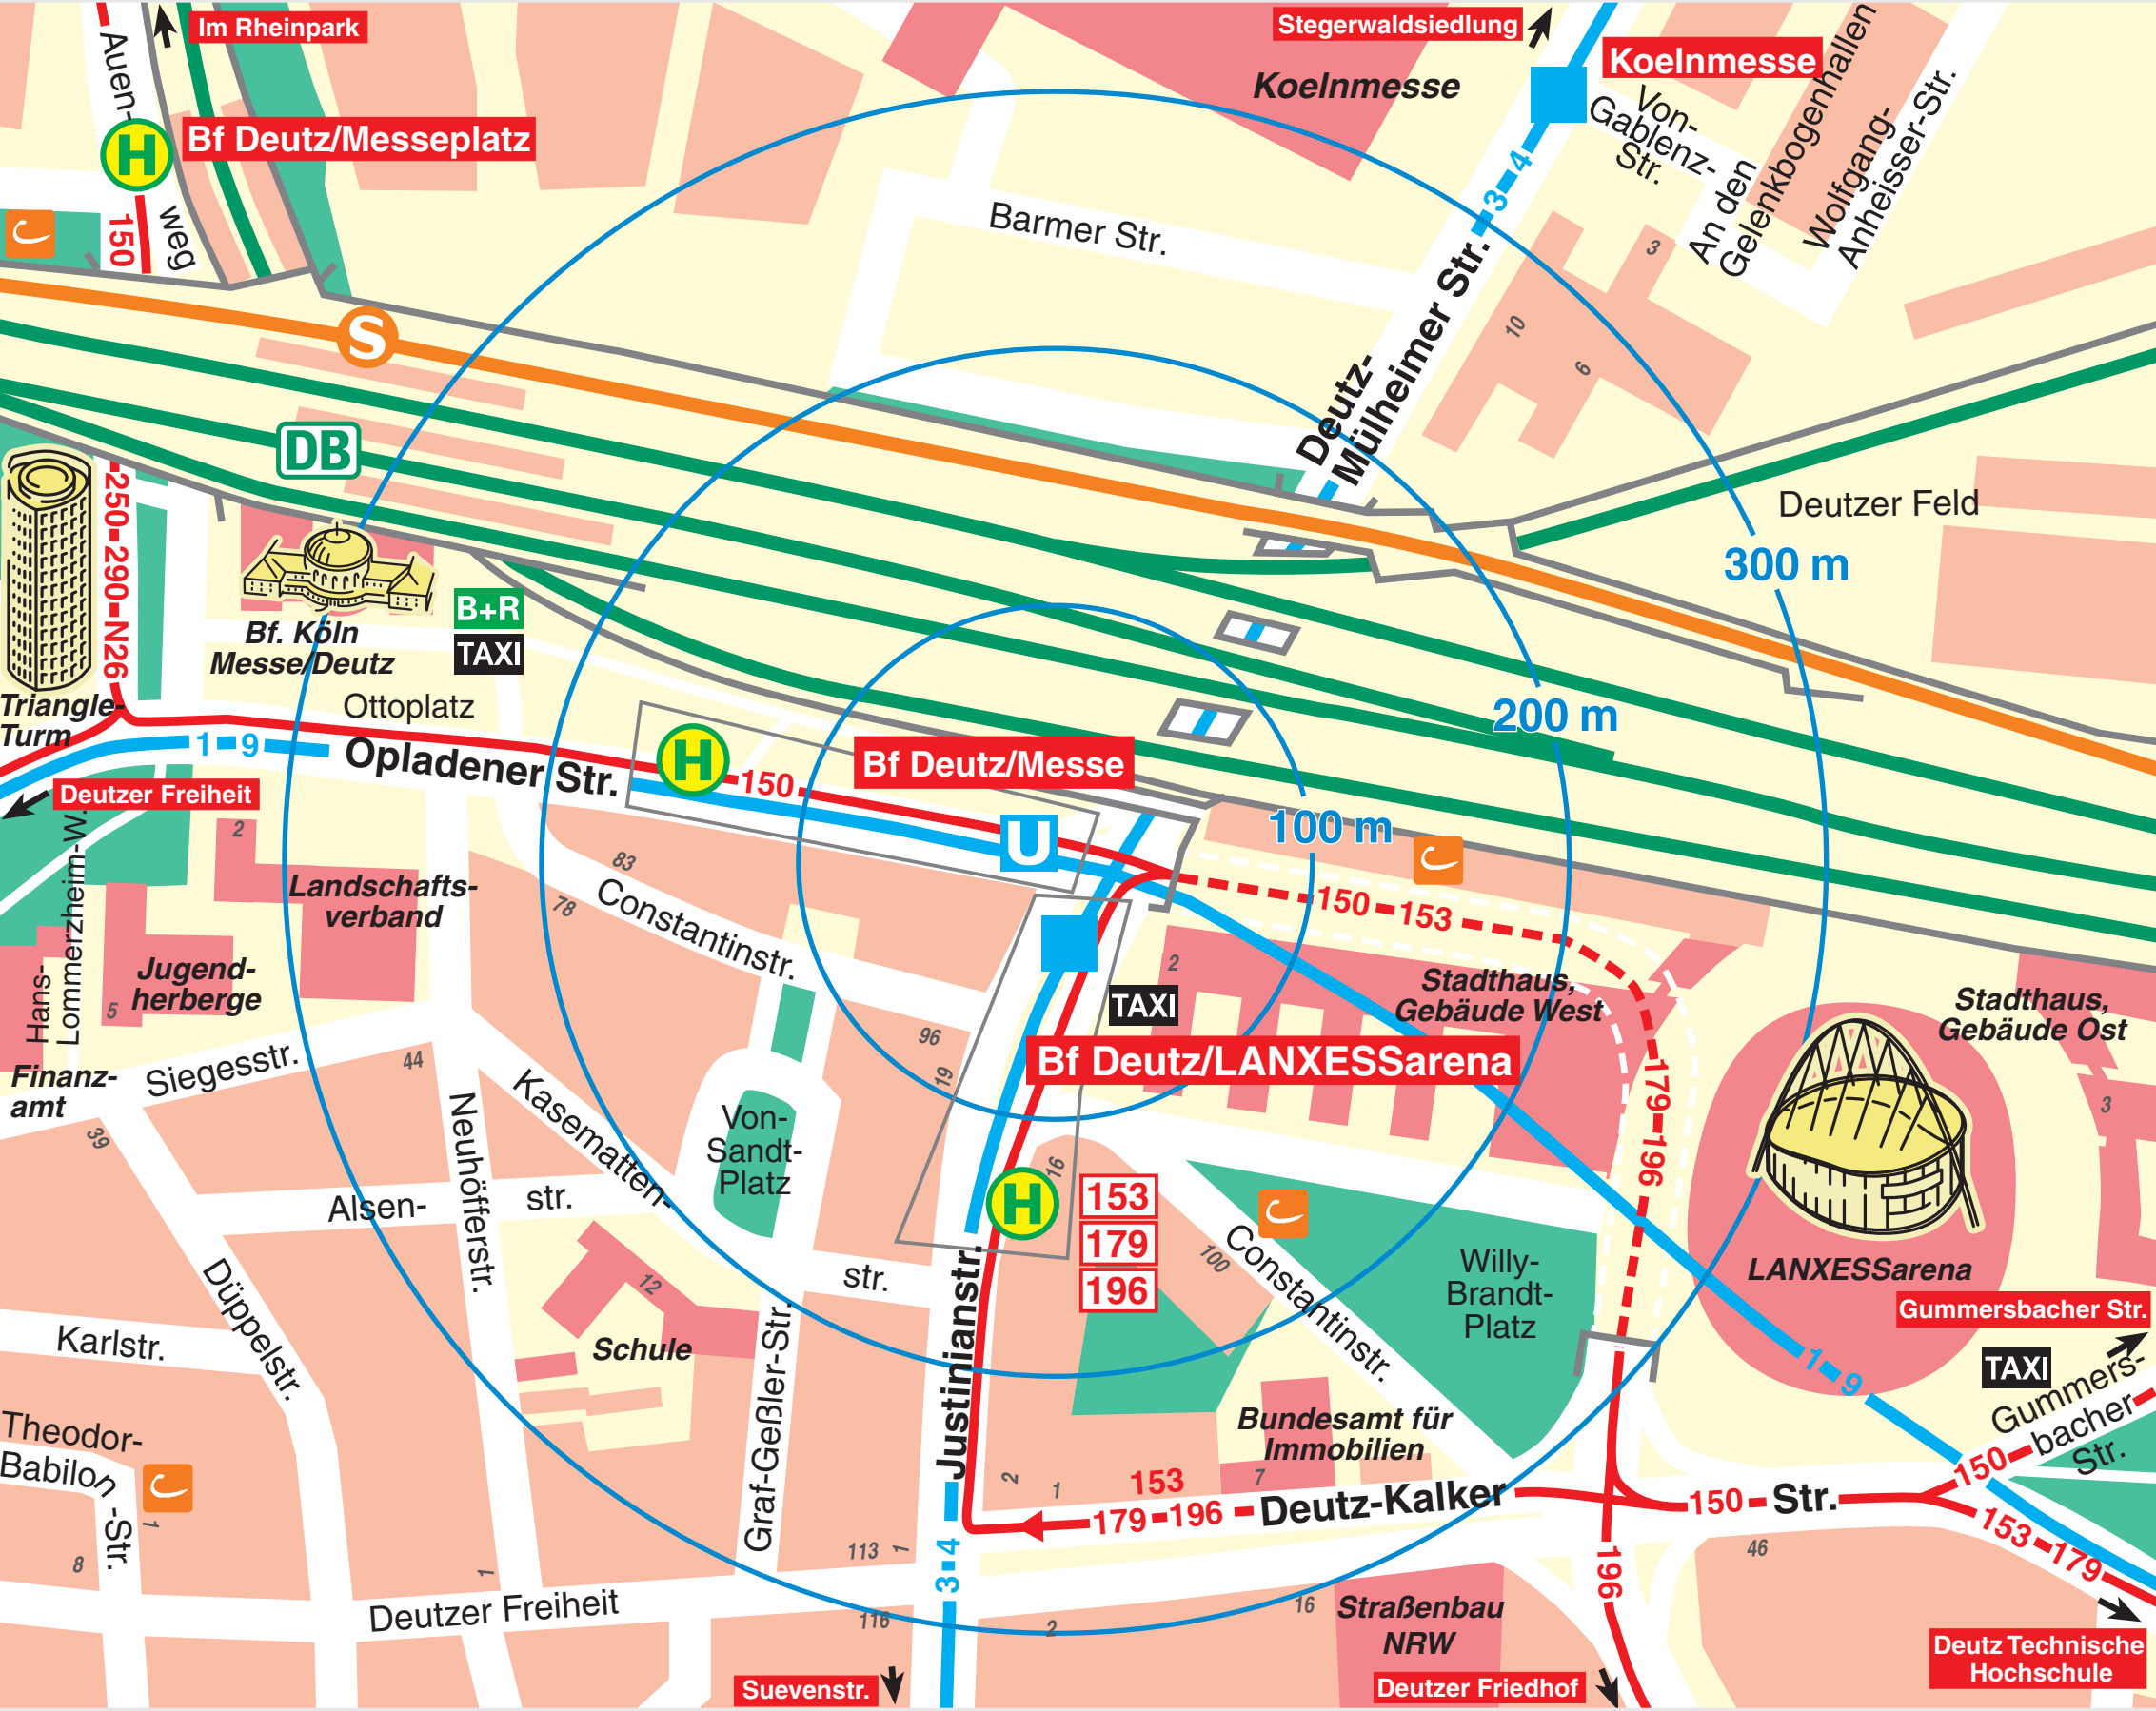 Im Rheinpark
Auen-
weg
H
Bf Deutz/Messeplatz
150
Stegerwaldsiedlung
Koelnmesse
Koelnmesse
Von-
Gablenz-
Str.
An den
Gelenkbogenhallen
Wolfgang-
Anheisser-Str.
3-4
Barmer Str.
Deutz-
Mülheimer Str.
3
10
6
S
DB
250-290-N26
Deutzer Feld
300 m
200 m
100 m
B+R
TAXI
Bf. Köln
Messe/Deutz
Triangle-
Turm
Ottoplatz
1-9
Opladener Str.
H
150
Bf Deutz/Messe
U
Deutzer Freiheit
2
83
78
Constantinstr.
Landschafts-
verband
150-153
Hans-
Lommerzheim-W.
Jugend-
herberge
5
2
TAXI
Stadthaus,
Gebäude West
Stadthaus,
Gebäude Ost
96
19
44
Bf Deutz/LANXESSarena
Siegesstr.
Finanz-
amt
39
Kasematten-
str.
Von-
Sandt-
Platz
Neuhöfferstr.
179-196
3
Alsen-
str.
H
16
153
179
196
100
Constantinstr.
Willy-
Brandt-
Platz
LANXESSarena
Gummersbacher Str.
Düppelstr.
12
Schule
Karlstr.
Graf-Geßler-Str.
Justinianstr.
TAXI
1-9
Gummers-
bacher
Str.
Bundesamt für
Immobilien
Theodor-
Babilon
-Str.
1
8
2
1
153
7
179-196
Deutz-Kalker
150
Str.
150
153-179
113
1
1
3-4
196
46
Deutzer Freiheit
116
2
16
Straßenbau
NRW
Suevenstr.
Deutzer Friedhof
Deutz Technische
Hochschule